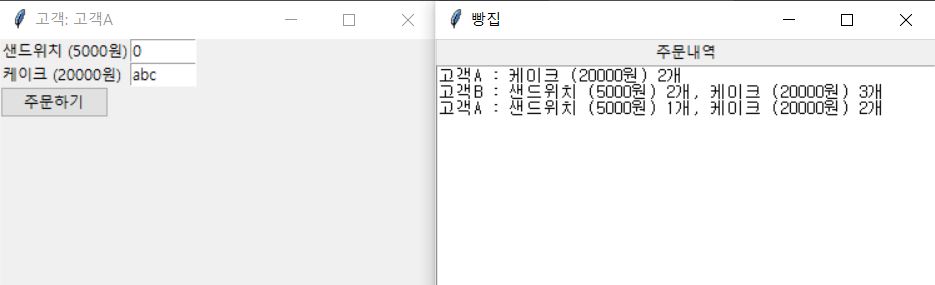 고객: 고객A
샌드위치 (5000원) 0
케이크 (20000원) abc
주문하기
빵집
주문내역
고객A : 케이크 (20000원) 2개
고객B : 샌드위치 (5000원) 2개, 케이크 (20000원) 3개
고객A : 샌드위치 (5000원) 1개, 케이크 (20000원) 2개